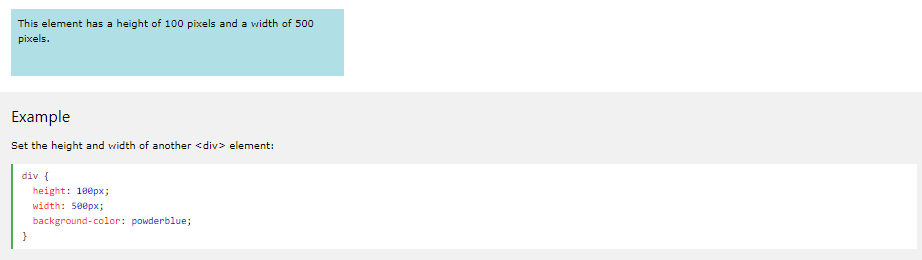 This element has a height of 100 pixels and a width of 500
pixels.
Example
Set the height and width of another <div> element:
div {
  height: 100px;
  width: 500px;
  background-color: powderblue;
}